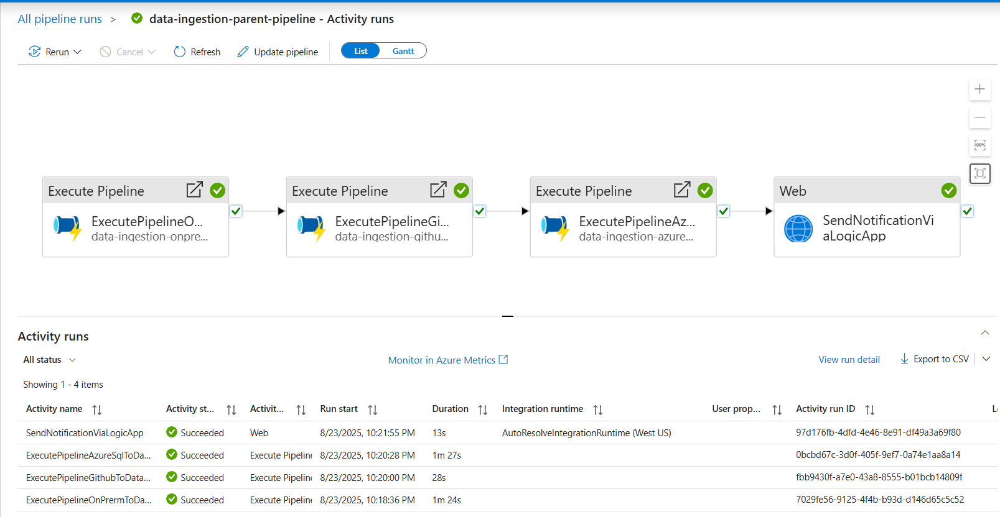 All pipeline runs > data-ingestion-parent-pipeline - Activity runs
Rerun Cancel Refresh Update pipeline List Gantt
100%
Execute Pipeline
ExecutePipelineO...
data-ingestion-onpre...
Execute Pipeline
ExecutePipelineGi...
data-ingestion-githu...
Execute Pipeline
ExecutePipelineAz...
data-ingestion-azure...
Web
SendNotificationVi
aLogicApp
Activity runs
All status Monitor in Azure Metrics View run detail Export to CSV
Showing 1 - 4 items
Activity name Activity st... Activit... Run start Duration Integration runtime User prop... Activity run ID
SendNotificationViaLogicApp Succeeded Web 8/23/2025, 10:21:55 PM 13s AutoResolveIntegrationRuntime (West US) 97d176fb-4dfd-4e46-8e91-df49a3a69f80
ExecutePipelineAzureSqlToDa... Succeeded Execute Pipeline 8/23/2025, 10:20:28 PM 1m 27s 0bcbd67c-3d0f-405f-9ef7-0a74e1aa8a14
ExecutePipelineGithubToData... Succeeded Execute Pipeline 8/23/2025, 10:20:00 PM 28s fbb9430f-a7e0-43a8-8555-b01bcb14809f
ExecutePipelineOnPrermToDa... Succeeded Execute Pipeline 8/23/2025, 10:18:36 PM 1m 24s 7029fe56-9125-4f4b-b93d-d146d65c5c52